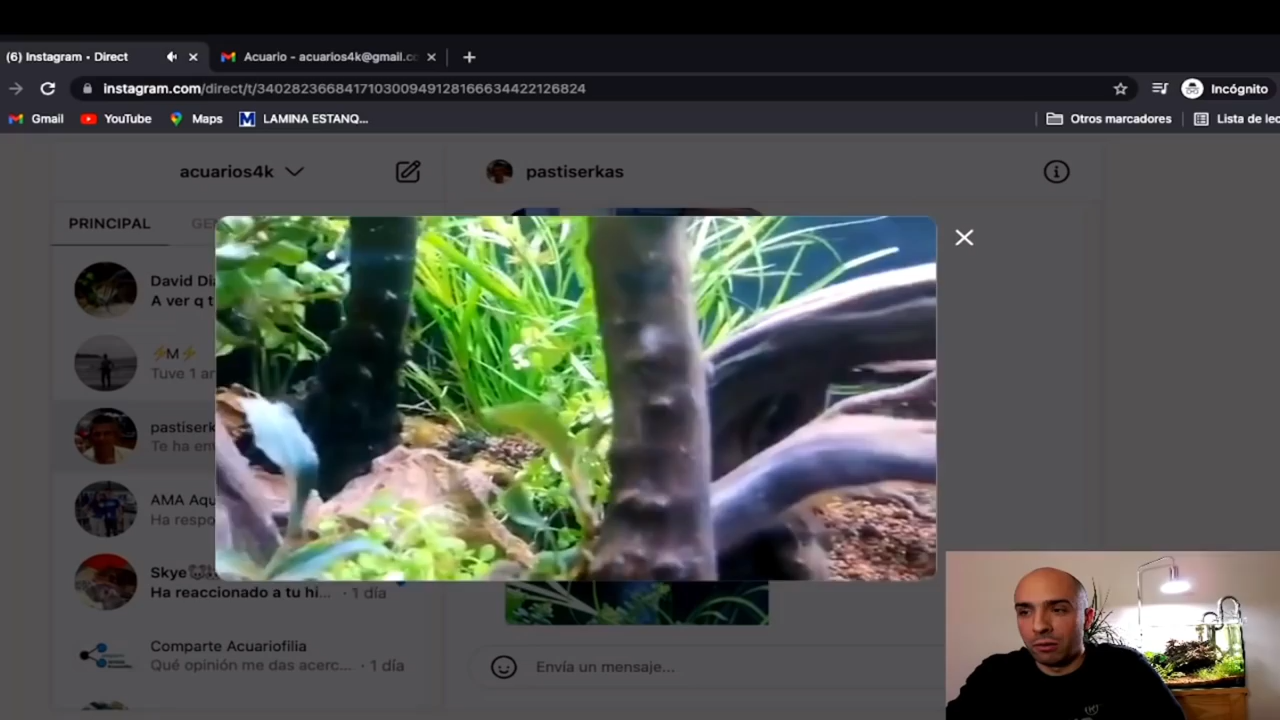 (6) Instagram • Direct
Acuario - acuarios4k@gmail.c
instagram.com/direct/t/340282366841710300949128166634422126824
Incógnito
Gmail
YouTube
Maps
LAMINA ESTANQ...
Otros marcadores
Lista de lec
acuarios4k
pastiserkas
PRINCIPAL
GE
David Di
A ver q t
⚡M⚡
Tuve 1 ar
pastiserk
Te ha en
AMA Aqu
Ha respo
Skye
Ha reaccionado a tu hi... · 1 día
Comparte Acuariofilia
Qué opinión me das acerc... · 1 día
Envía un mensaje...